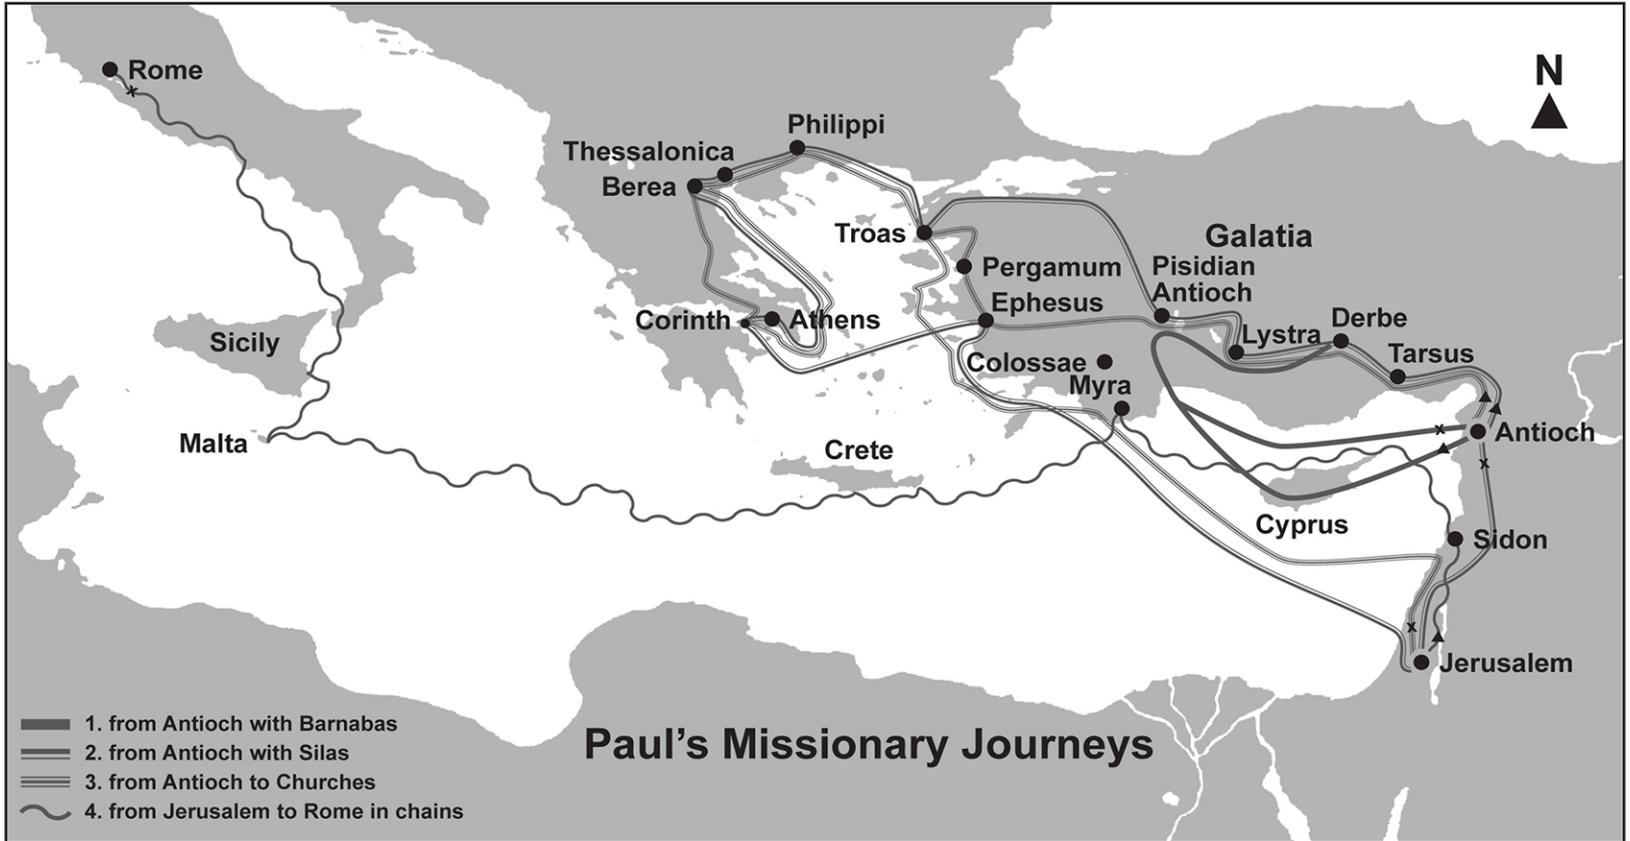 N
Rome
Philippi
Thessalonica
Berea
Troas
Galatia
Pergamum
Pisidian
Antioch
Ephesus
Corinth
Athens
Sicily
Lystra
Derbe
Colossae
Tarsus
Myra
Malta
Antioch
Crete
Cyprus
Sidon
Jerusalem
Paul’s Missionary Journeys
1. from Antioch with Barnabas
2. from Antioch with Silas
3. from Antioch to Churches
4. from Jerusalem to Rome in chains